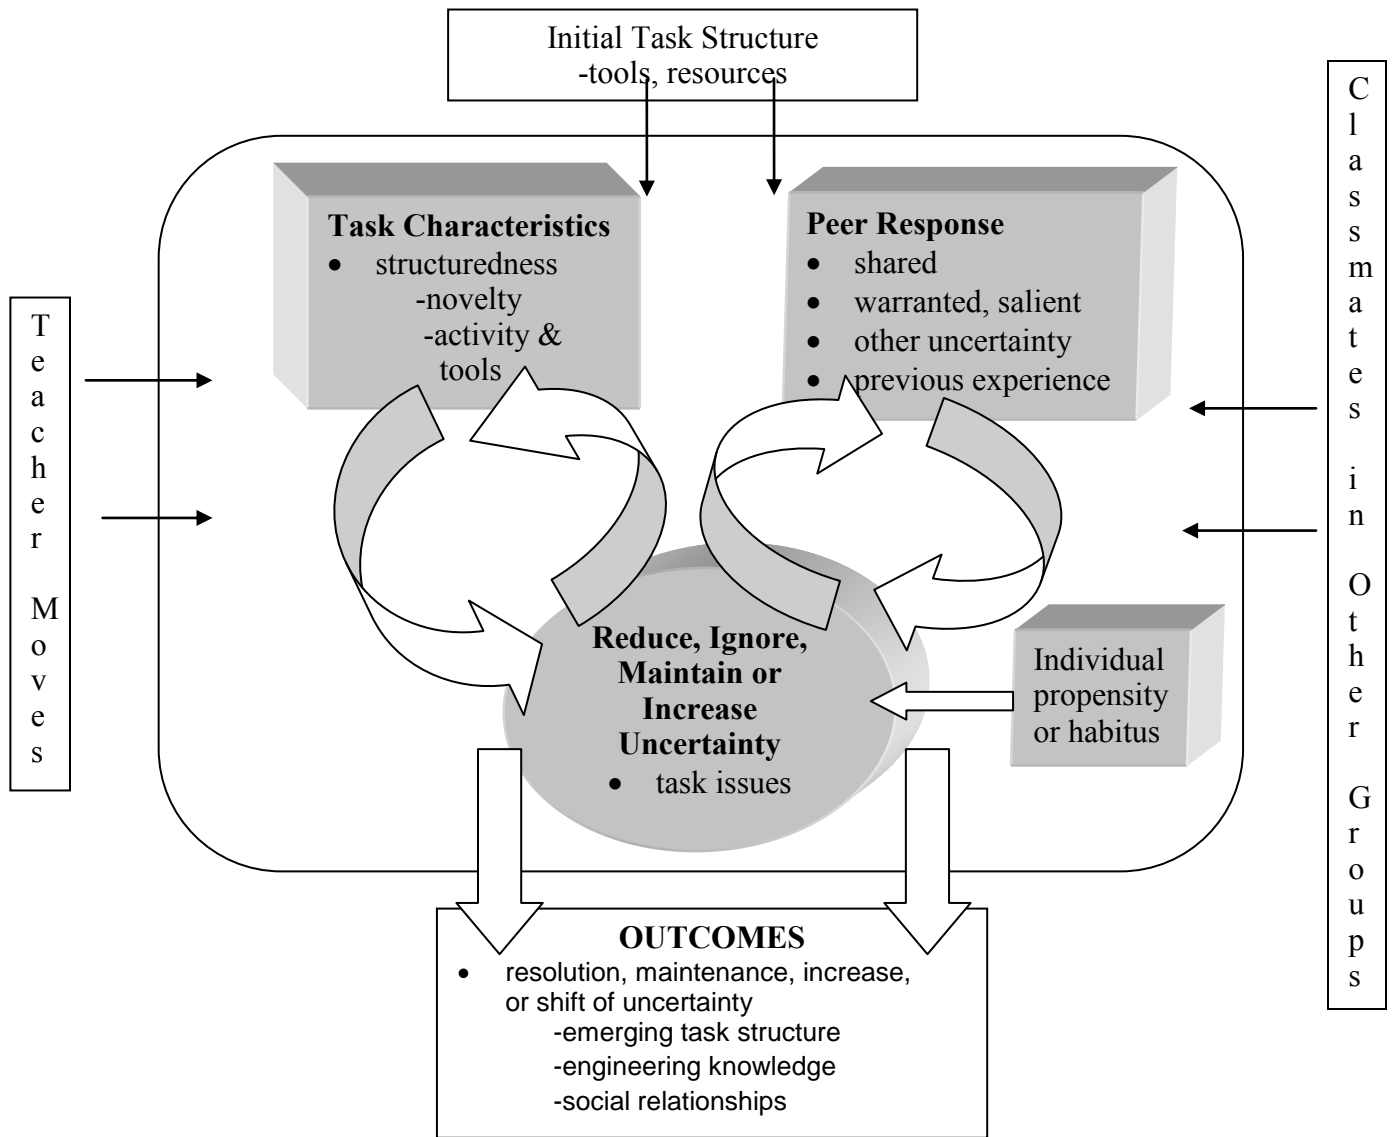 Initial Task Structure
-tools, resources
Teacher Moves
Task Characteristics
• structuredness
-novelty
-activity &
tools
Peer Response
• shared
• warranted, salient
• other uncertainty
• previous experience
Classmates in Other Groups
Reduce, Ignore,
Maintain or
Increase
Uncertainty
• task issues
Individual
propensity
or habitus
OUTCOMES
• resolution, maintenance, increase,
or shift of uncertainty
-emerging task structure
-engineering knowledge
-social relationships